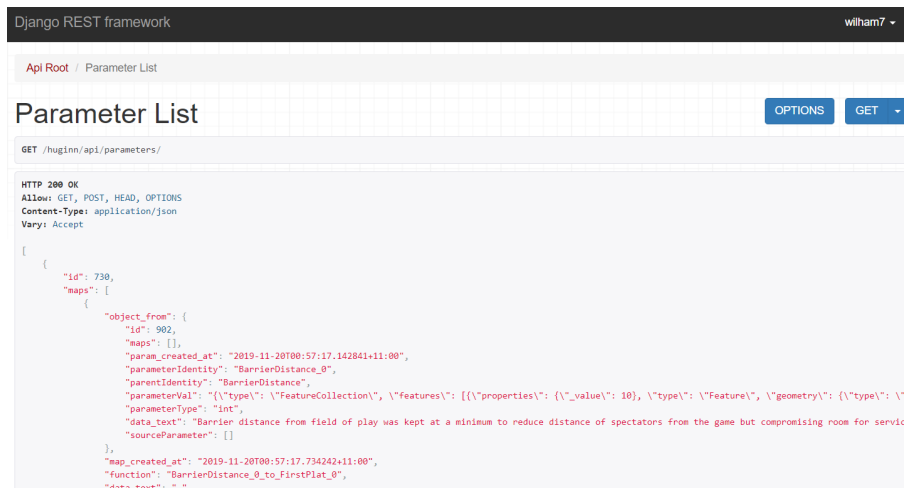 Django REST framework
wilham7
Api Root / Parameter List
Parameter List
OPTIONS
GET
GET /huginn/api/parameters/
HTTP 200 OK
Allow: GET, POST, HEAD, OPTIONS
Content-Type: application/json
Vary: Accept
[
{
"id": 730,
"maps": [
{
"object_from": {
"id": 902,
"maps": [],
"param_created_at": "2019-11-20T00:57:17.142841+11:00",
"parameterIdentity": "BarrierDistance_0",
"parentIdentity": "BarrierDistance",
"parameterVal": "{\"type\": \"FeatureCollection\", \"features\": [{\"properties\": {\"_value\": 10}, \"type\": \"Feature\", \"geometry\": {\"type\": \"
"parameterType": "int",
"data_text": "Barrier distance from field of play was kept at a minimum to reduce distance of spectators from the game but compromising room for servic
"sourceParameter": []
},
"map_created_at": "2019-11-20T00:57:17.734242+11:00",
"function": "BarrierDistance_0_to_FirstPlat_0",
"data_text": " "